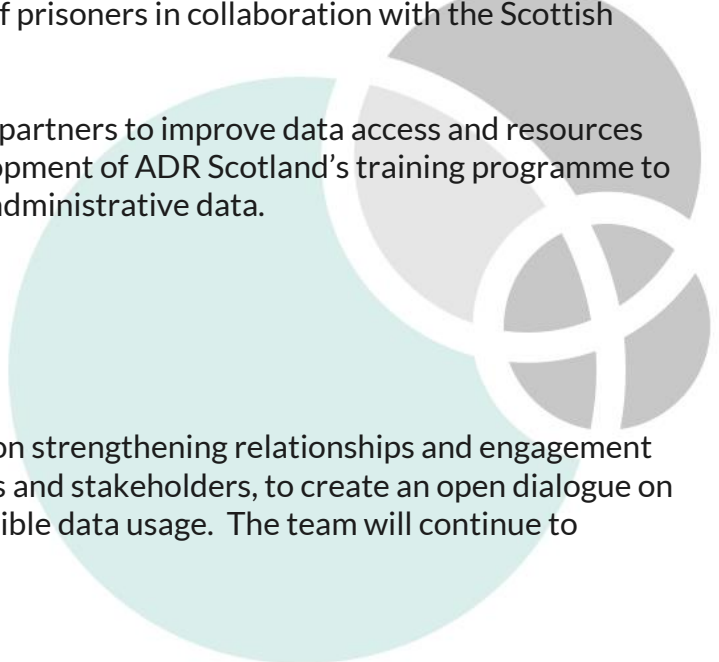 of prisoners in collaboration with the Scottish
partners to improve data access and resources
opment of ADR Scotland's training programme to
administrative data.
on strengthening relationships and engagement
s and stakeholders, to create an open dialogue on
ible data usage.  The team will continue to